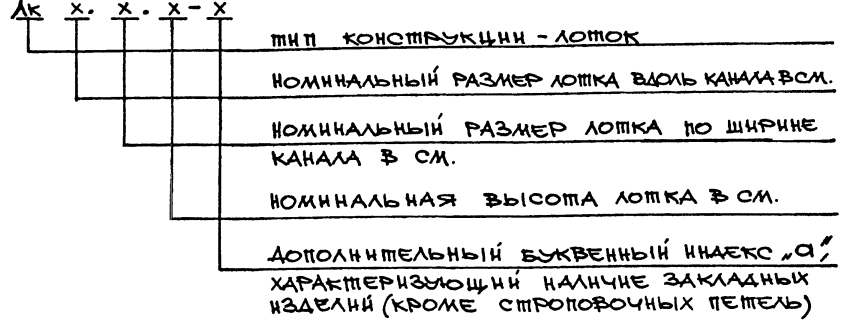 Лк х. х. х-х
тип конструкции - лоток
номинальный размер лотка вдоль канала в см.
номинальный размер лотка по ширине
канала в см.
номинальная высота лотка в см.
дополнительный буквенный индекс „а”,
характеризующий наличие закладных
изделий (кроме строповочных петель)